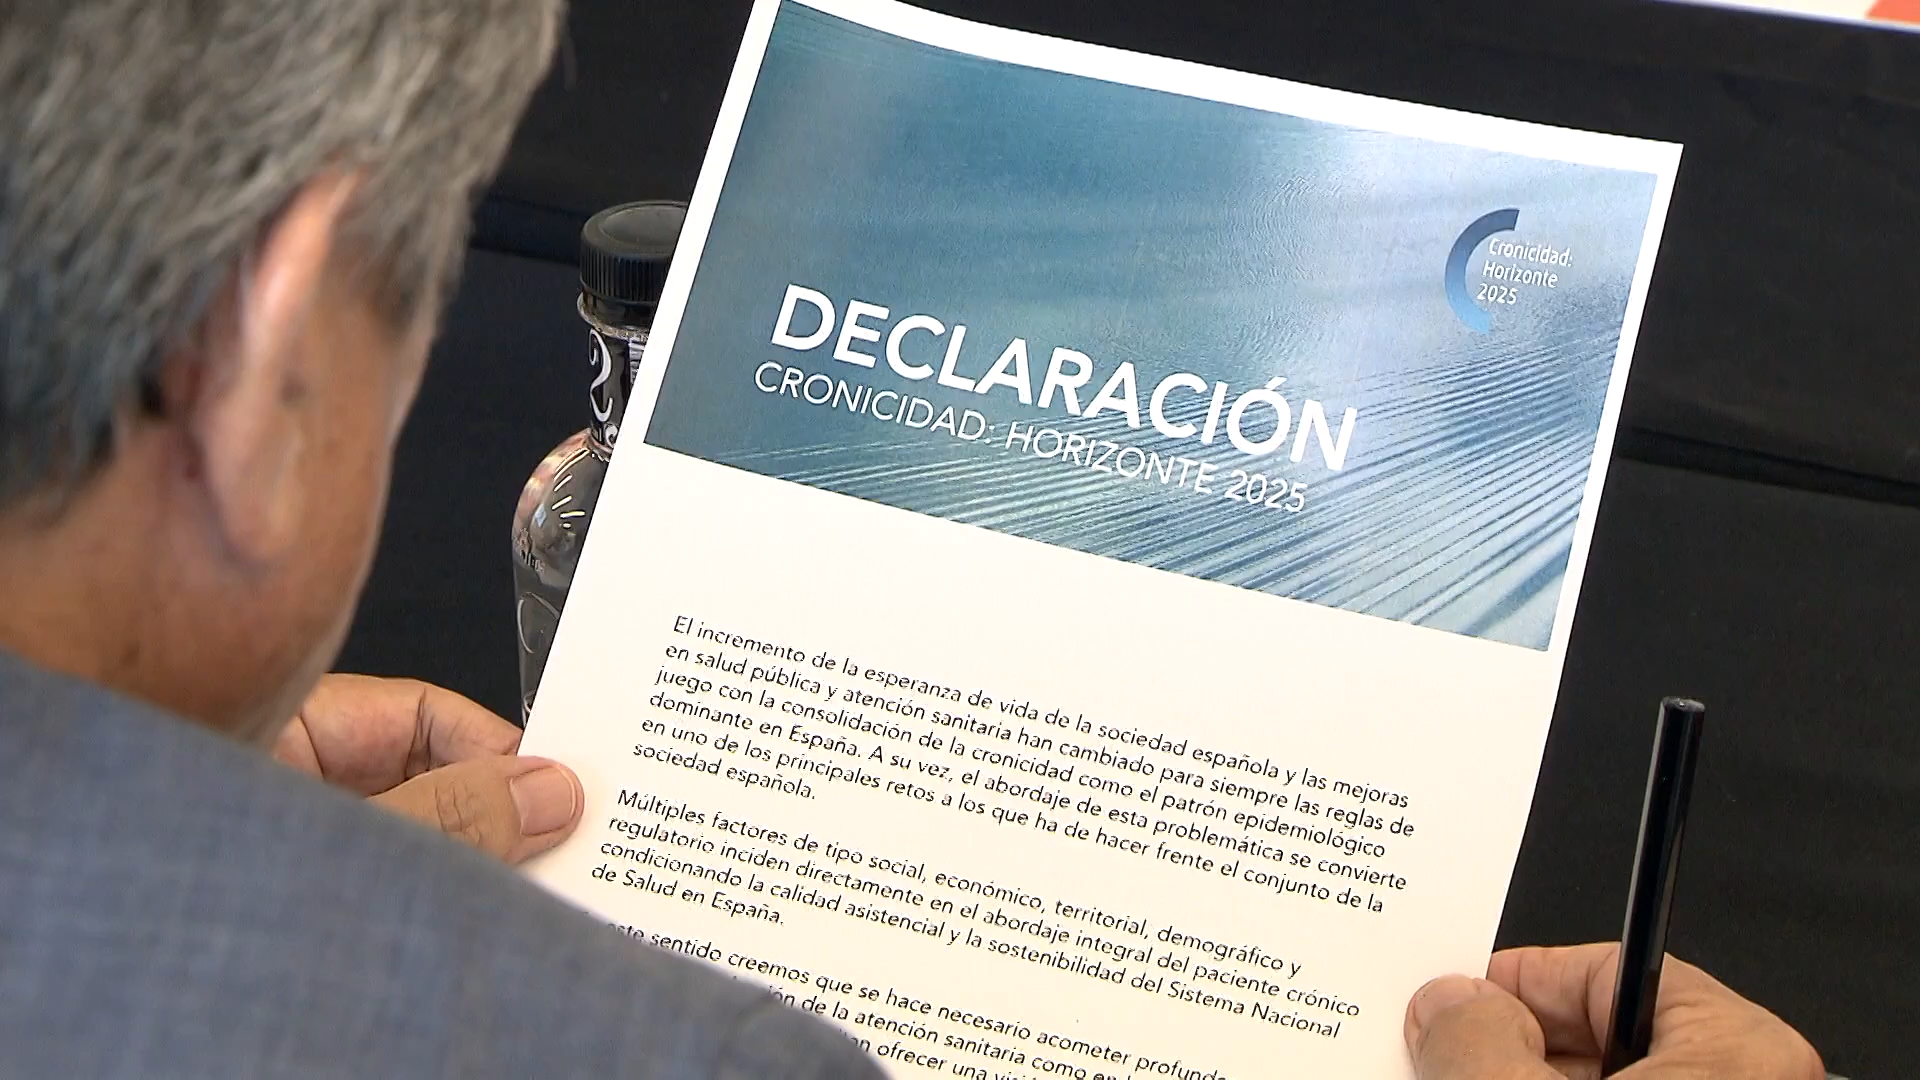 Cronicidad:
Horizonte
2025
DECLARACIÓN
CRONICIDAD: HORIZONTE 2025
El incremento de la esperanza de vida de la sociedad española y las mejoras
en salud pública y atención sanitaria han cambiado para siempre las reglas de
juego con la consolidación de la cronicidad como el patrón epidemiológico
dominante en España. A su vez, el abordaje de esta problemática se convierte
en uno de los principales retos a los que ha de hacer frente el conjunto de la
sociedad española.
Múltiples factores de tipo social, económico, territorial, demográfico y
regulatorio inciden directamente en el abordaje integral del paciente crónico
condicionando la calidad asistencial y la sostenibilidad del Sistema Nacional
de Salud en España.
este sentido creemos que se hace necesario acometer
de la atención sanitaria como en
ofrecer una